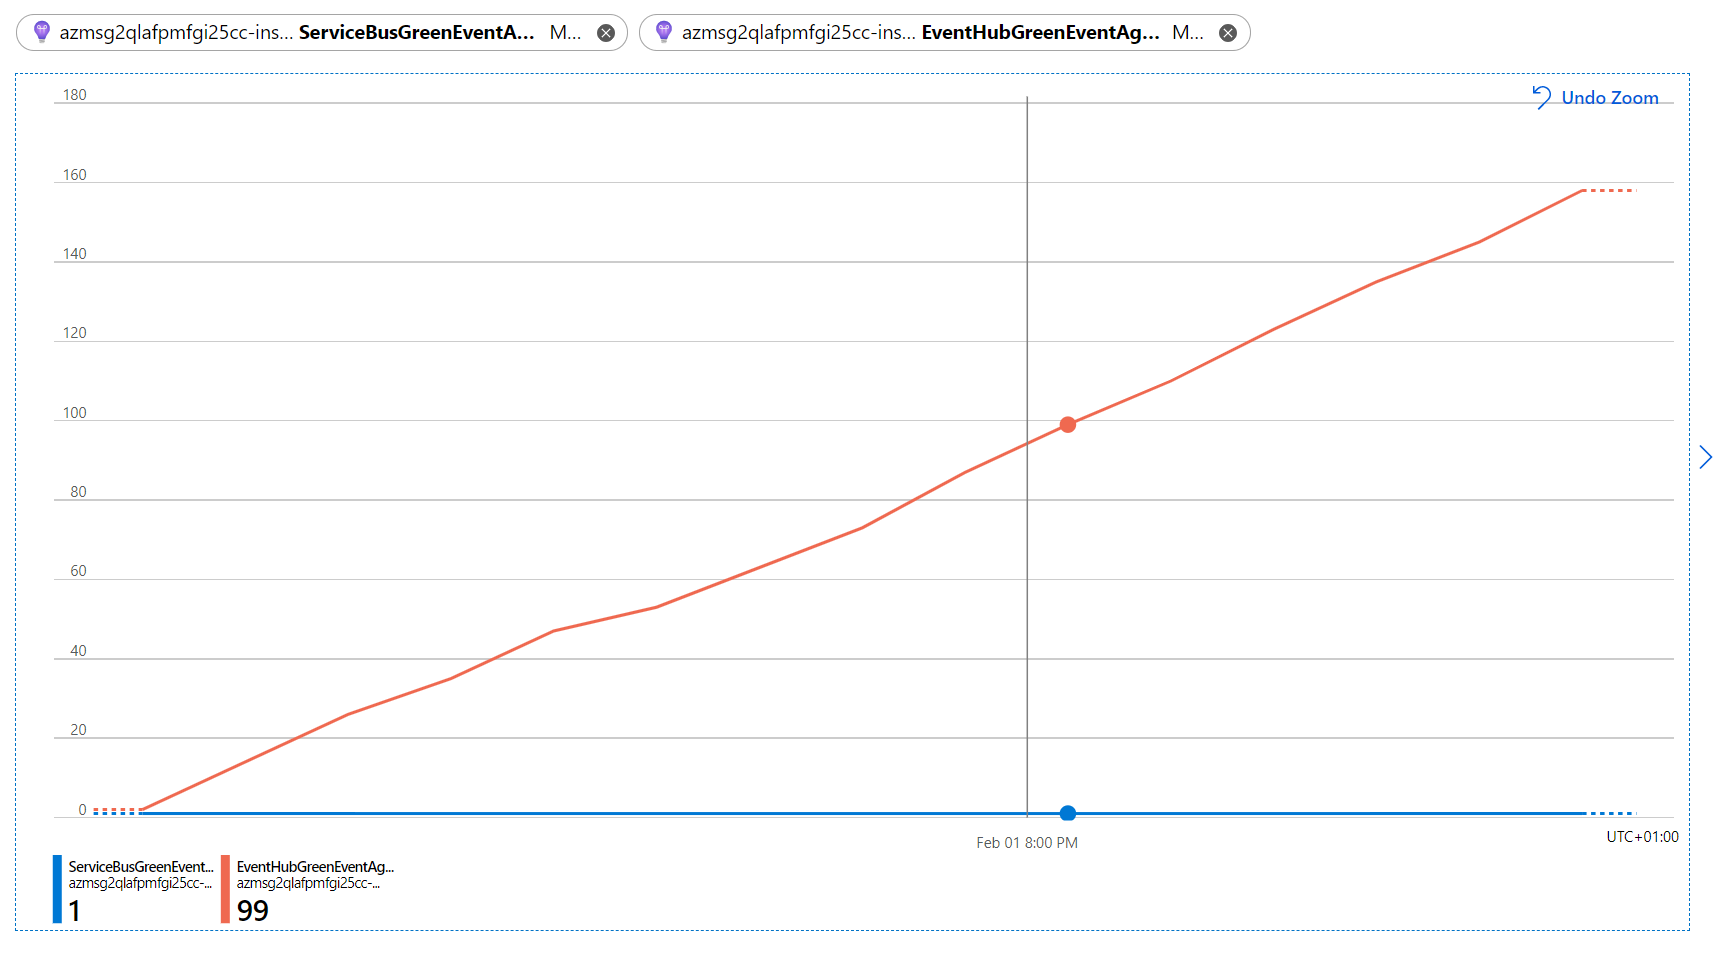 azmsg2qlafpmfgi25cc-ins... ServiceBusGreenEventA... M...
azmsg2qlafpmfgi25cc-ins... EventHubGreenEventAg... M...
Undo Zoom
180
160
140
120
100
80
60
40
20
0
Feb 01 8:00 PM
UTC+01:00
ServiceBusGreenEvent...
azmsg2qlafpmfgi25cc-...
1
EventHubGreenEventAg...
azmsg2qlafpmfgi25cc-...
99